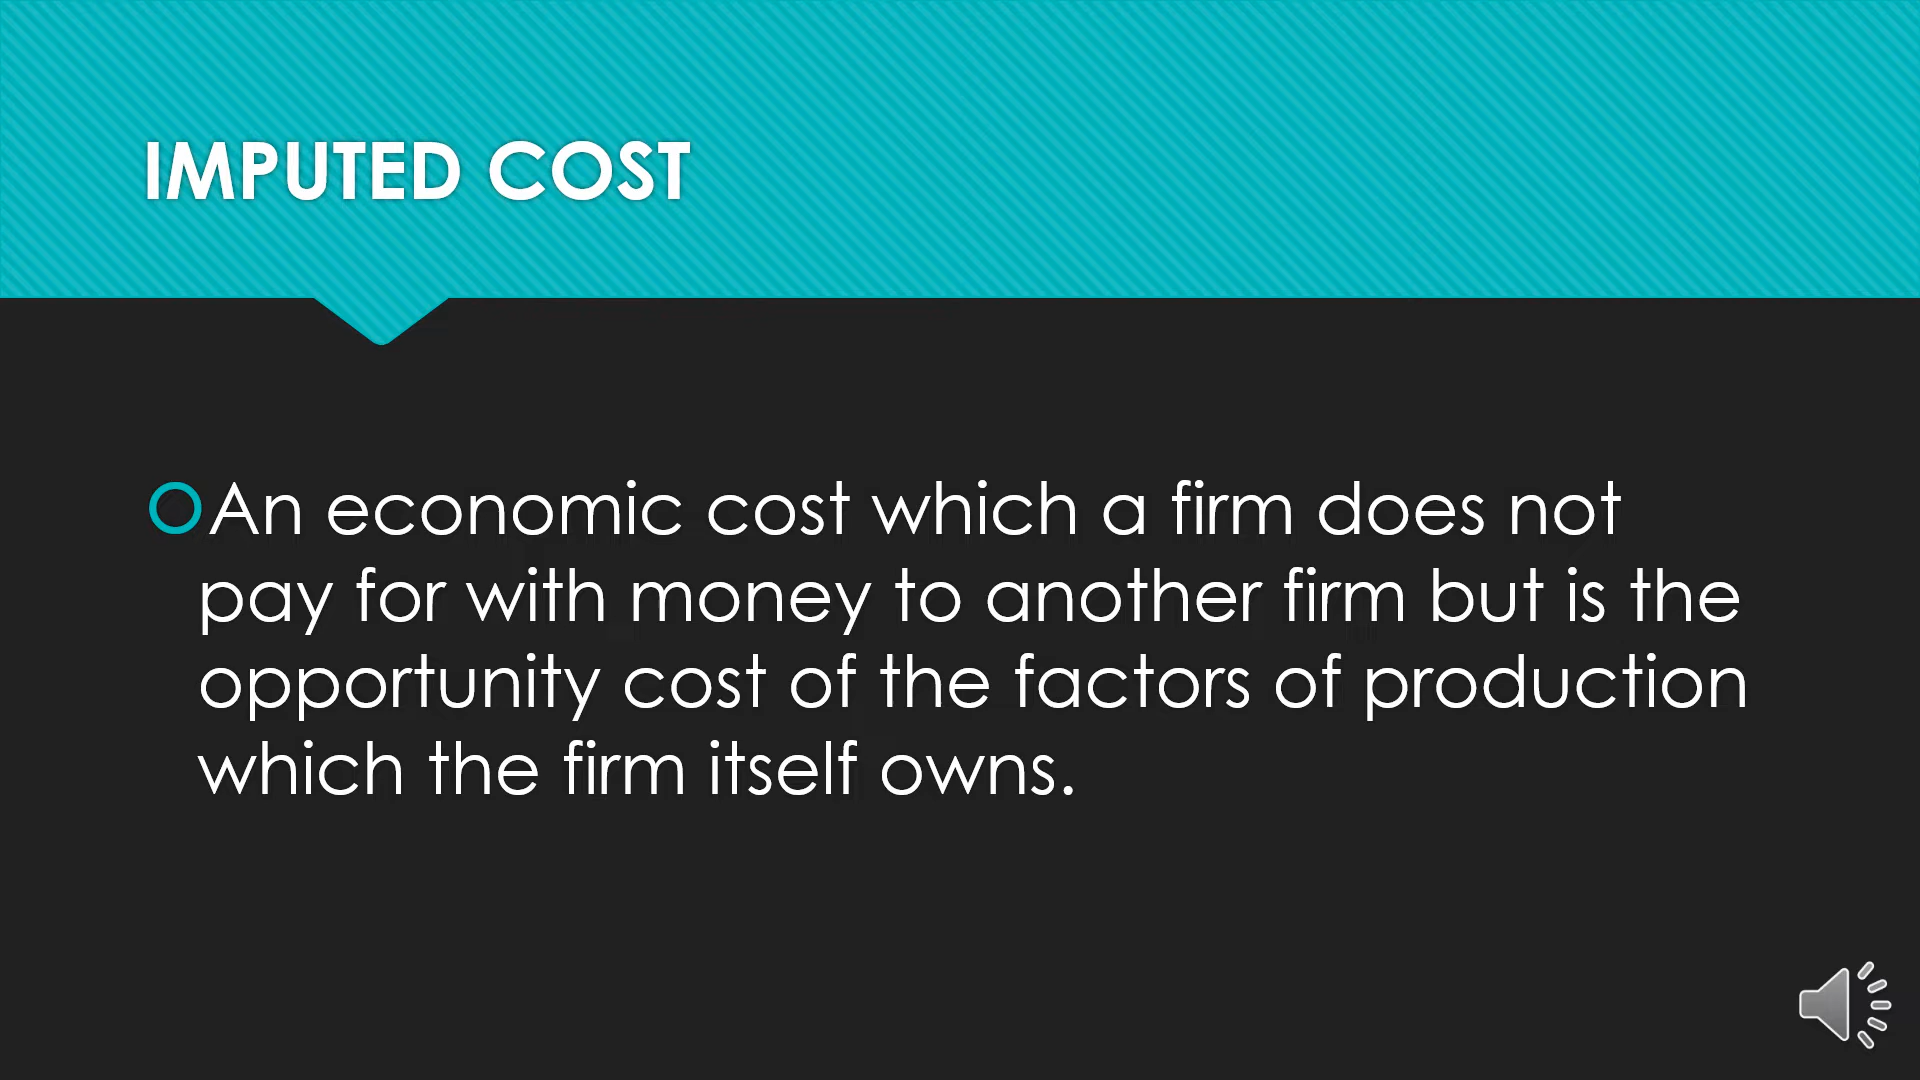 IMPUTED COST
An economic cost which a firm does not
pay for with money to another firm but is the
opportunity cost of the factors of production
which the firm itself owns.